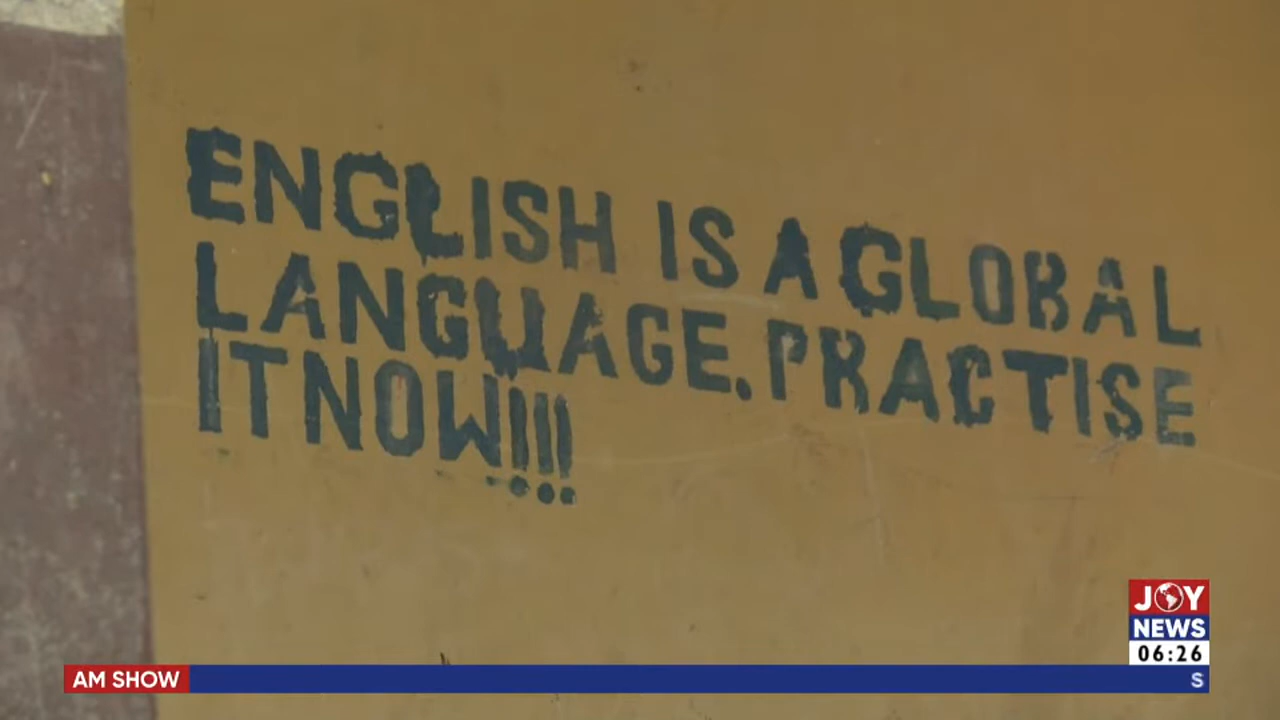 ENGLISH IS A GLOBAL
LANGUAGE. PRACTISE
IT NOW!!!
JOY
NEWS
06:26
AM SHOW
S